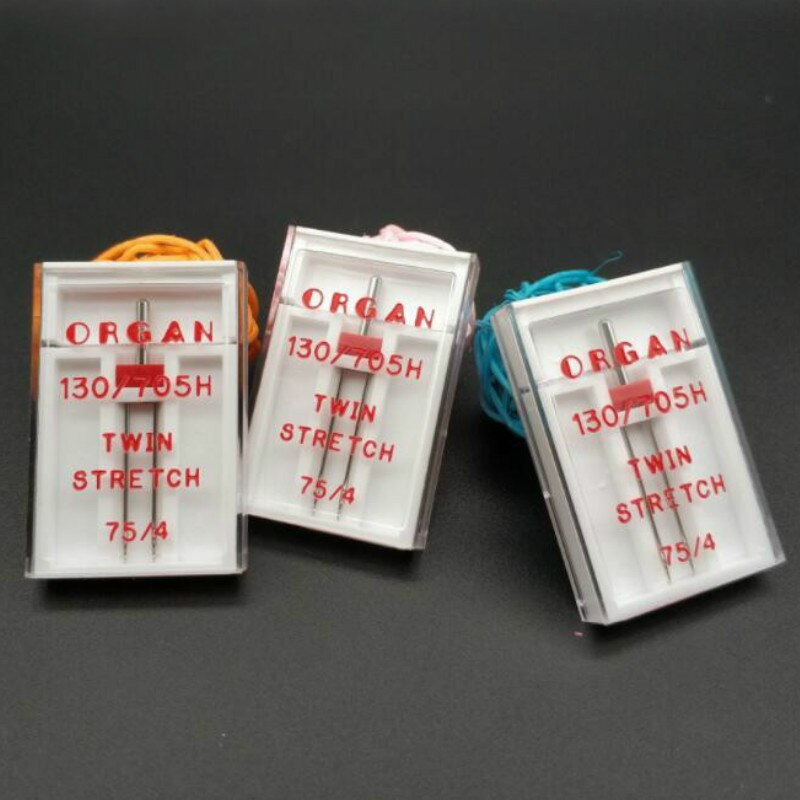 ORGAN
130/705H
TWIN
STRETCH
75/4
ORGAN
130/705H
TWIN
STRETCH
75/4
ORGAN
130/705H
TWIN
STRETCH
75/4